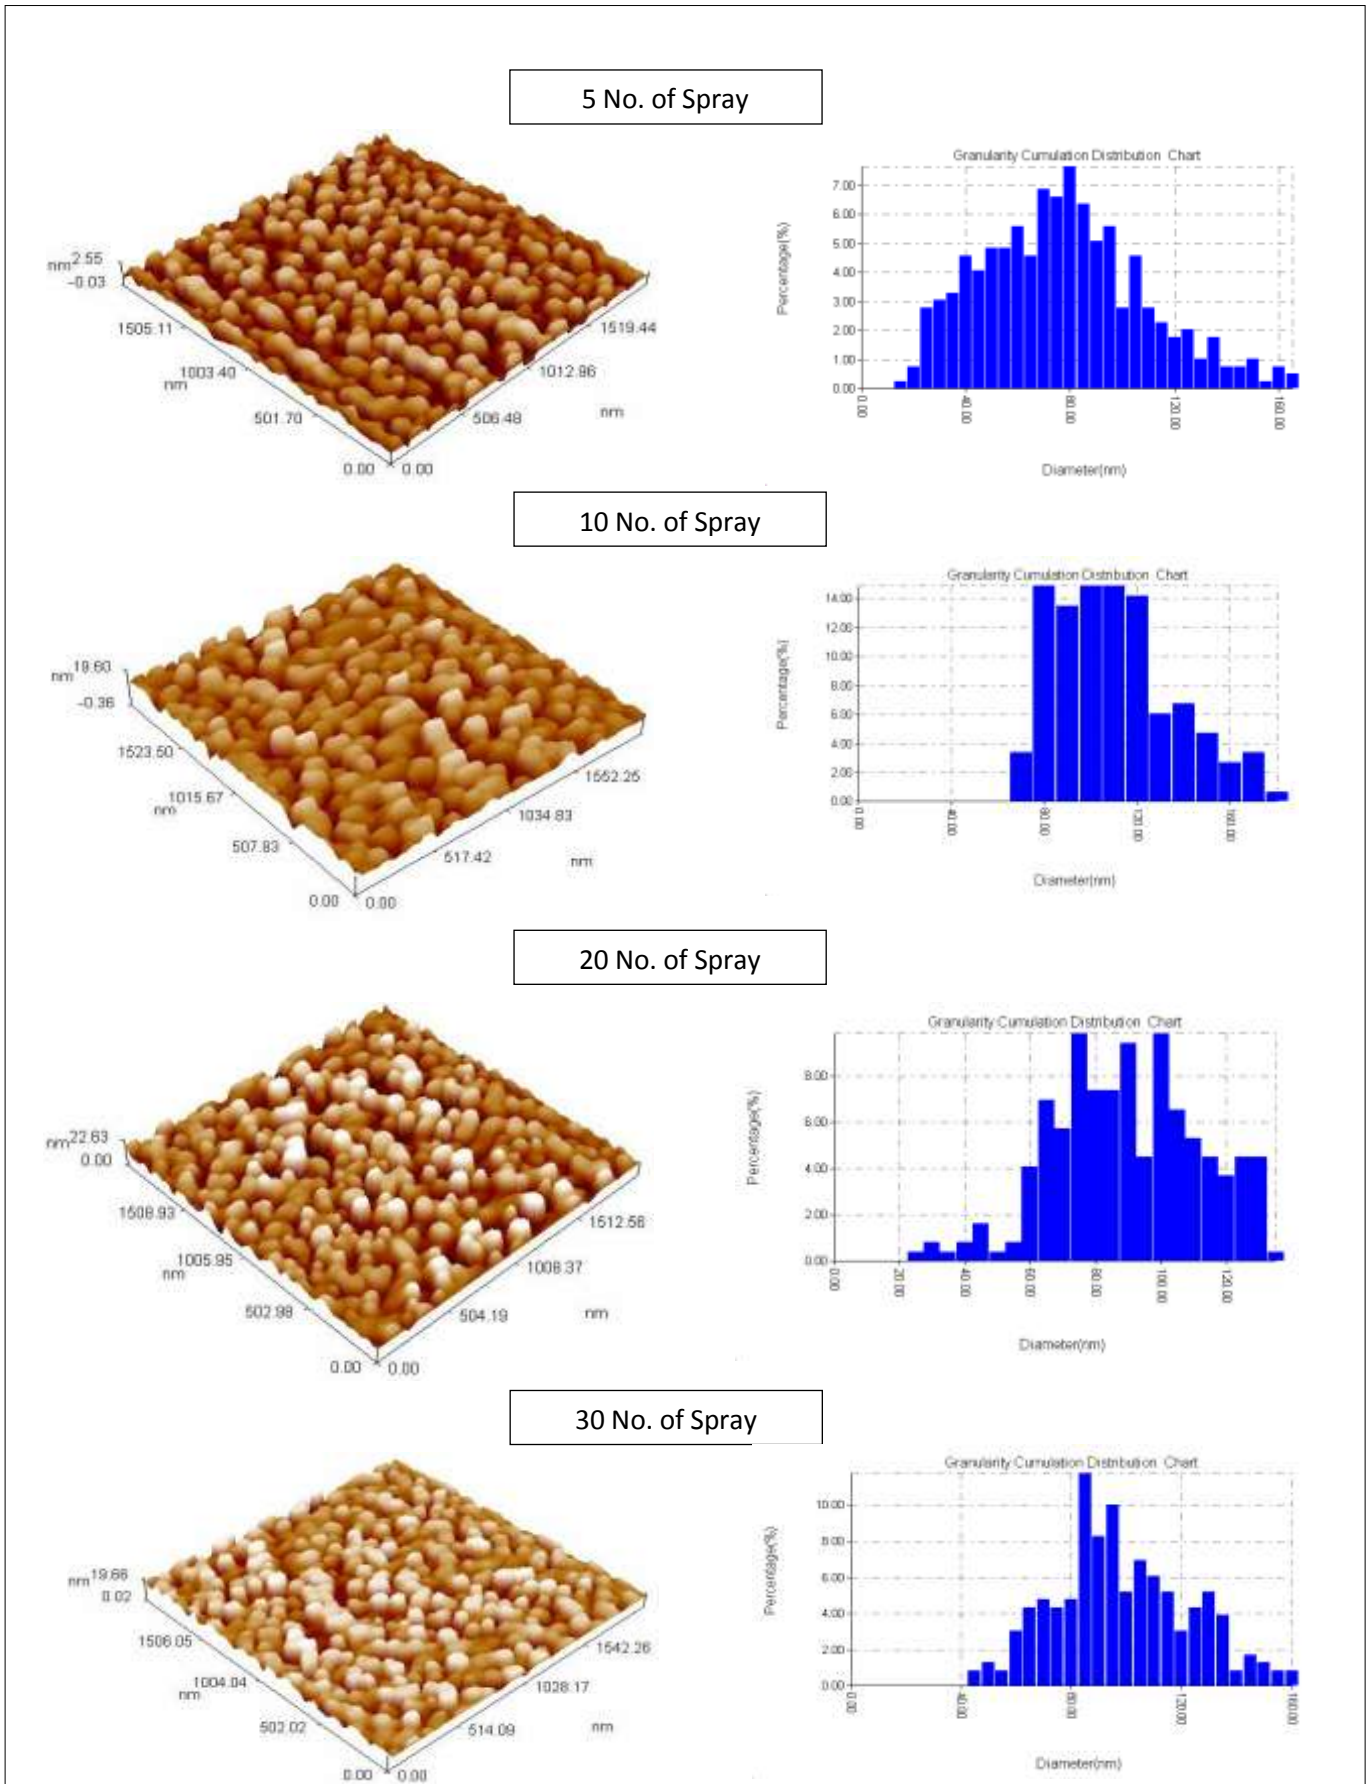 5 No. of Spray
nm 2.55
-0.03
1505.11
1003.40
nm
501.70
0.00 0.00
506.48
1012.96
1519.44
nm
Granularity Cumulation Distribution Chart
Percentage(%)
7.00
6.00
5.00
4.00
3.00
2.00
1.00
0.00
0.00 40.00 80.00 120.00 160.00
Diameter(nm)
10 No. of Spray
nm 19.60
-0.36
1523.50
1015.67
nm
507.83
0.00 0.00
517.42
1034.83
1552.25
nm
Granularity Cumulation Distribution Chart
Percentage(%)
14.00
12.00
10.00
8.00
6.00
4.00
2.00
0.00
0.00 40.00 80.00 120.00 160.00
Diameter(nm)
20 No. of Spray
nm 22.63
0.00
1508.93
1005.95
nm
502.98
0.00 0.00
504.19
1008.37
1512.56
nm
Granularity Cumulation Distribution Chart
Percentage(%)
8.00
6.00
4.00
2.00
0.00
0.00 20.00 40.00 60.00 80.00 100.00 120.00
Diameter(nm)
30 No. of Spray
nm 19.66
0.02
1506.05
1004.04
nm
502.02
0.00 0.00
514.09
1028.17
1542.26
nm
Granularity Cumulation Distribution Chart
Percentage(%)
10.00
8.00
6.00
4.00
2.00
0.00
0.00 40.00 80.00 120.00 160.00
Diameter(nm)